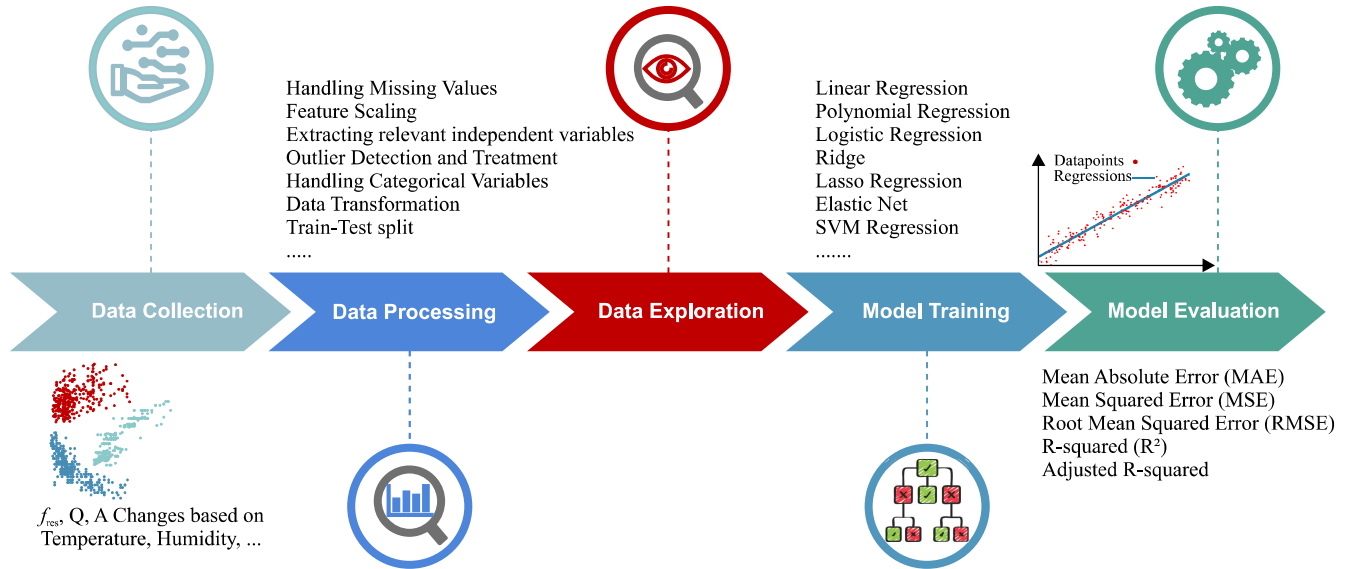 Handling Missing Values
Feature Scaling
Extracting relevant independent variables
Outlier Detection and Treatment
Handling Categorical Variables
Data Transformation
Train-Test split
.....
Linear Regression
Polynomial Regression
Logistic Regression
Ridge
Lasso Regression
Elastic Net
SVM Regression
.......
Datapoints
Regressions
Data Collection
Data Processing
Data Exploration
Model Training
Model Evaluation
fres, Q, A Changes based on
Temperature, Humidity, ...
Mean Absolute Error (MAE)
Mean Squared Error (MSE)
Root Mean Squared Error (RMSE)
R-squared (R²)
Adjusted R-squared